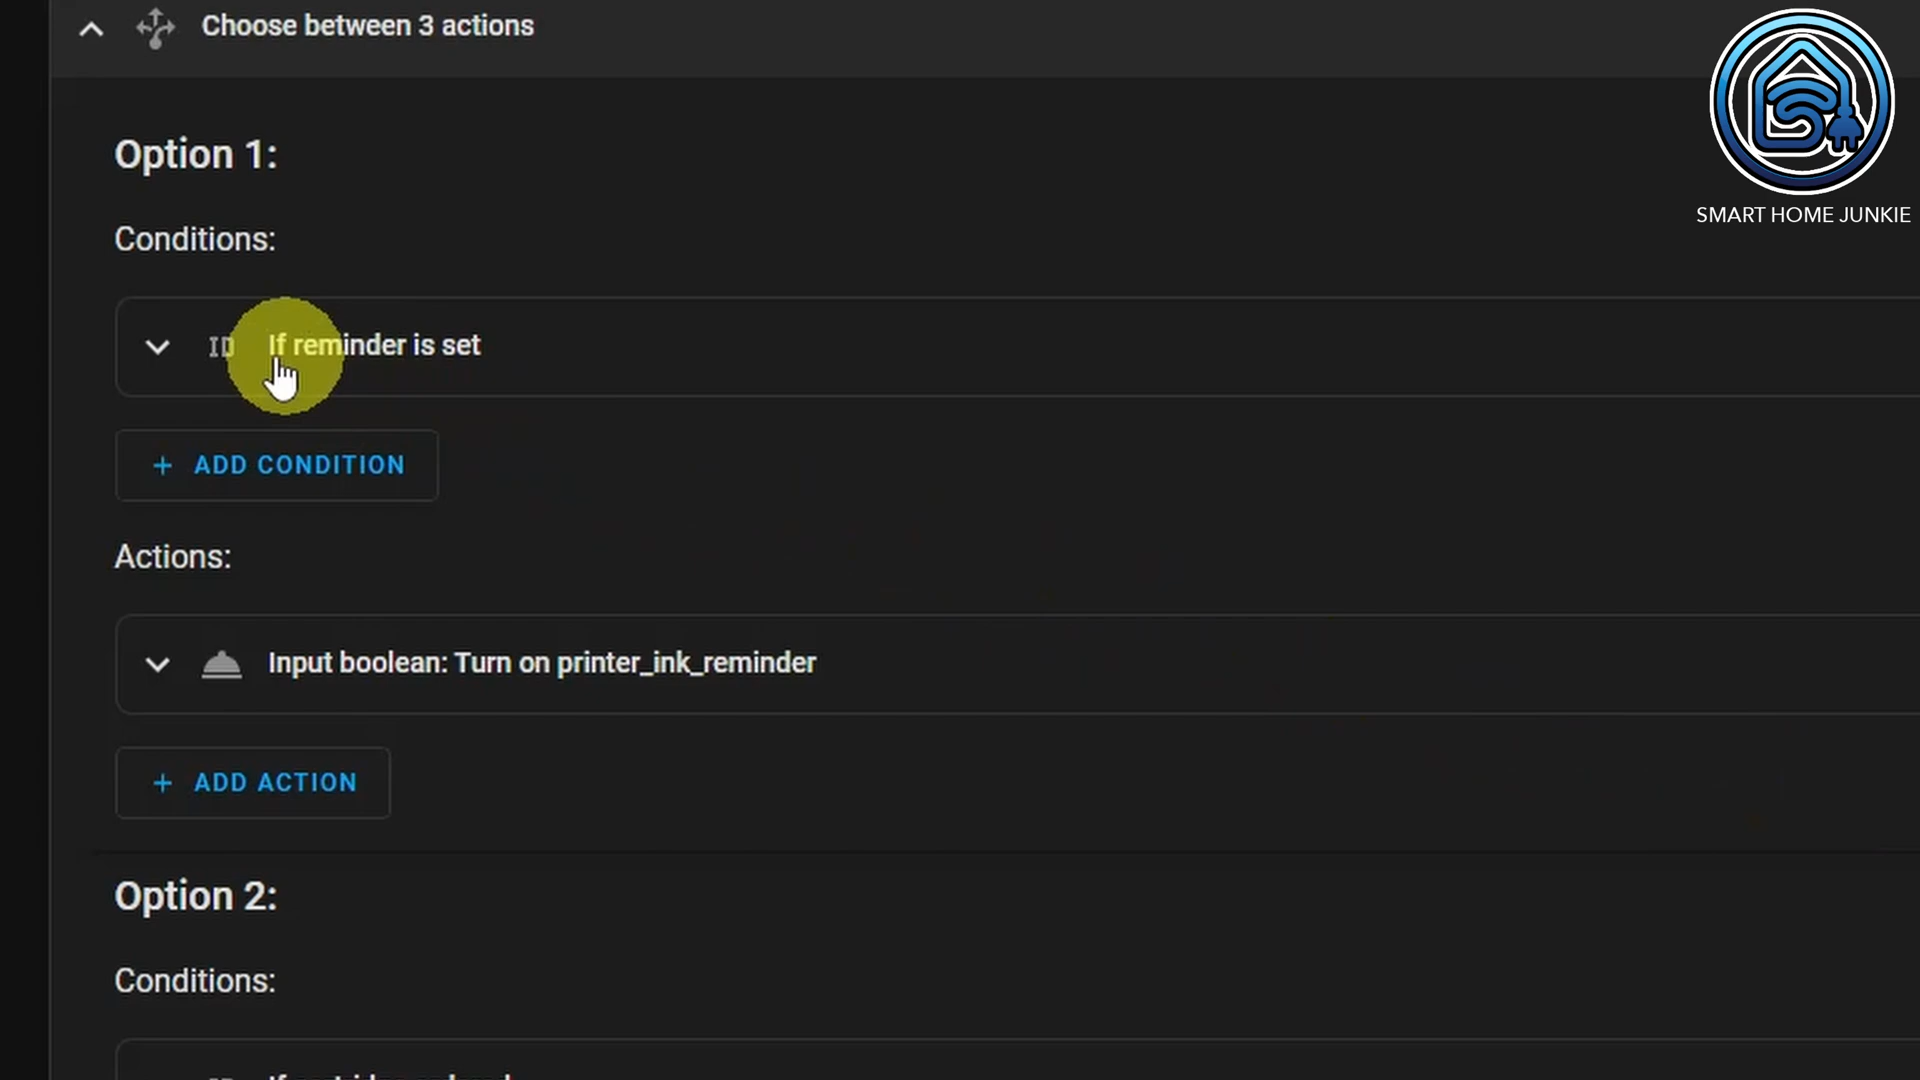 Choose between 3 actions
SMART HOME JUNKIE
Option 1:
Conditions:
ID If reminder is set
+ ADD CONDITION
Actions:
Input boolean: Turn on printer_ink_reminder
+ ADD ACTION
Option 2:
Conditions: